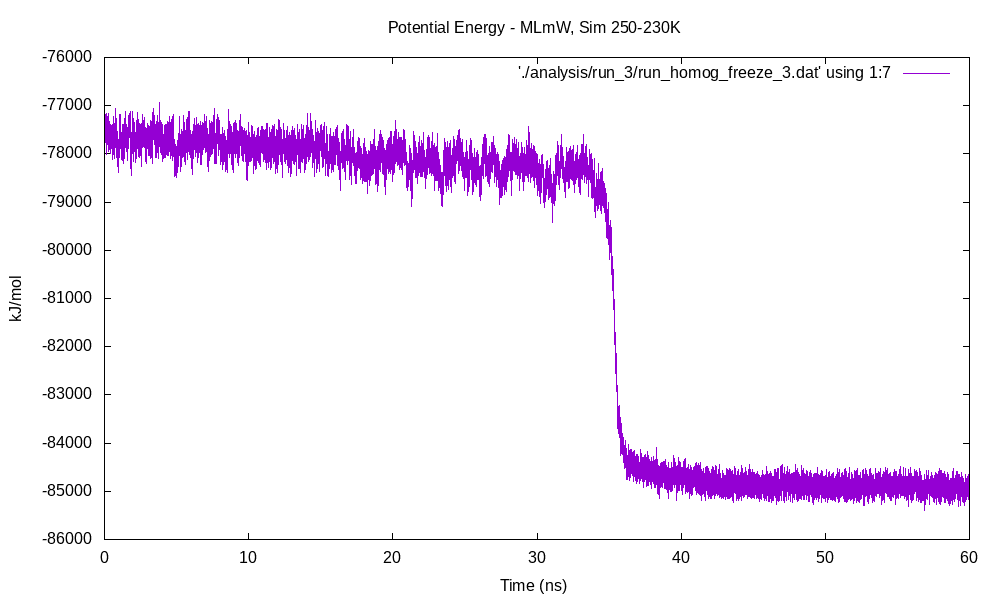 Potential Energy - MLmW, Sim 250-230K
'./analysis/run_3/run_homog_freeze_3.dat' using 1:7
kJ/mol
-76000
-77000
-78000
-79000
-80000
-81000
-82000
-83000
-84000
-85000
-86000
0 10 20 30 40 50 60
Time (ns)